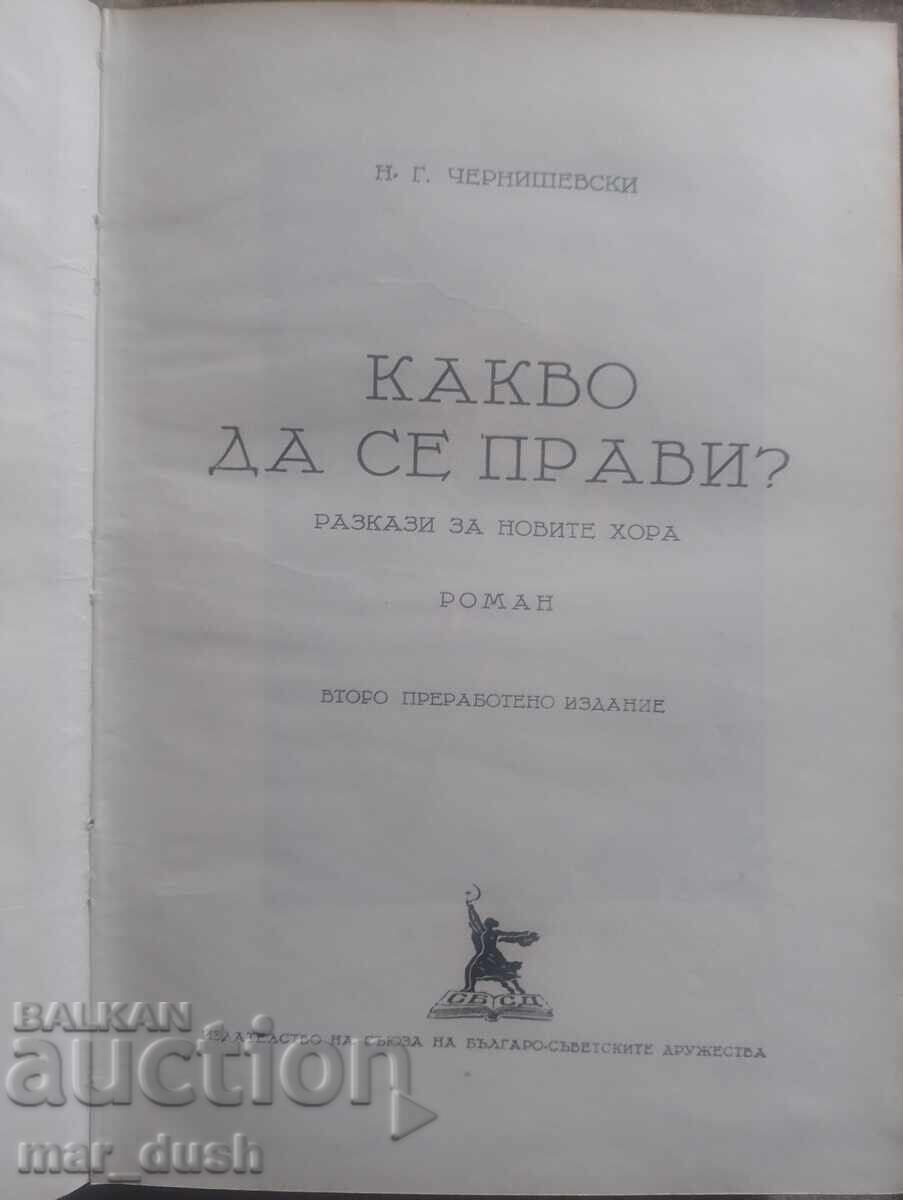 Н. Г. ЧЕРНИШЕВСКИ
КАКВО
ДА СЕ ПРАВИ?
РАЗКАЗИ ЗА НОВИТЕ ХОРА
РОМАН
ВТОРО ПРЕРАБОТЕНО ИЗДАНИЕ
СБСД
ИЗДАТЕЛСТВО НА СЪЮЗА НА БЪЛГАРО-СЪВЕТСКИТЕ ДРУЖЕСТВА
BALKAN
auction
mar_dush